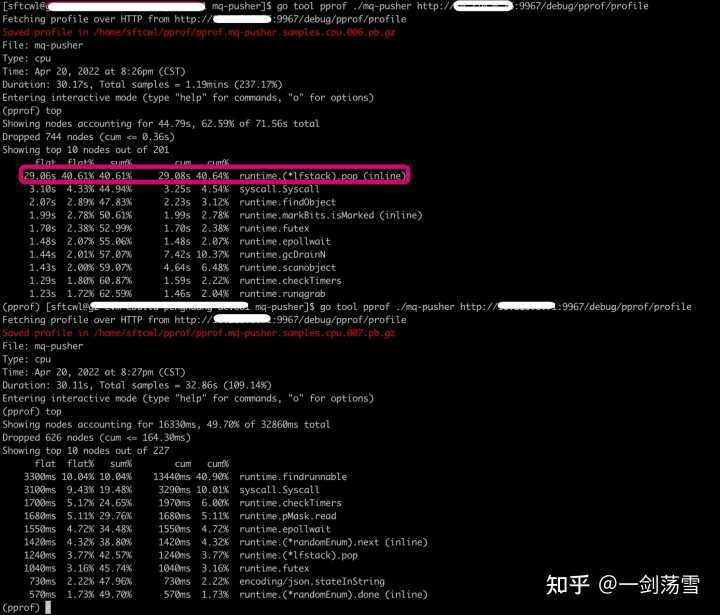 [sftcwl@g mq-pusher]$ go tool pprof ./mq-pusher http://:9967/debug/pprof/profile
Fetching profile over HTTP from http://:9967/debug/pprof/profile
Saved profile in /home/sftcwl/pprof/pprof.mq-pusher.samples.cpu.006.pb.gz
File: mq-pusher
Type: cpu
Time: Apr 20, 2022 at 8:26pm (CST)
Duration: 30.17s, Total samples = 1.19mins (237.17%)
Entering interactive mode (type "help" for commands, "o" for options)
(pprof) top
Showing nodes accounting for 44.79s, 62.59% of 71.56s total
Dropped 744 nodes (cum <= 0.36s)
Showing top 10 nodes out of 201
flat flat% sum% cum cum%
29.06s 40.61% 40.61% 29.08s 40.64% runtime.(*lfstack).pop (inline)
3.10s 4.33% 44.94% 3.25s 4.54% syscall.Syscall
2.07s 2.89% 47.83% 2.23s 3.12% runtime.findObject
1.99s 2.78% 50.61% 1.99s 2.78% runtime.markBits.isMarked (inline)
1.70s 2.38% 52.99% 1.70s 2.38% runtime.futex
1.48s 2.07% 55.06% 1.48s 2.07% runtime.epollwait
1.44s 2.01% 57.07% 7.42s 10.37% runtime.gcDrainN
1.43s 2.00% 59.07% 4.64s 6.48% runtime.scanobject
1.29s 1.80% 60.87% 1.59s 2.22% runtime.checkTimers
1.23s 1.72% 62.59% 1.46s 2.04% runtime.runqgrab
(pprof) [sftcwl@g mq-pusher]$ go tool pprof ./mq-pusher http://:9967/debug/pprof/profile
Fetching profile over HTTP from http://:9967/debug/pprof/profile
Saved profile in /home/sftcwl/pprof/pprof.mq-pusher.samples.cpu.007.pb.gz
File: mq-pusher
Type: cpu
Time: Apr 20, 2022 at 8:27pm (CST)
Duration: 30.11s, Total samples = 32.86s (109.14%)
Entering interactive mode (type "help" for commands, "o" for options)
(pprof) top
Showing nodes accounting for 16330ms, 49.70% of 32860ms total
Dropped 626 nodes (cum <= 164.30ms)
Showing top 10 nodes out of 227
flat flat% sum% cum cum%
3300ms 10.04% 10.04% 13440ms 40.90% runtime.findrunnable
3100ms 9.43% 19.48% 3290ms 10.01% syscall.Syscall
1700ms 5.17% 24.65% 1970ms 6.00% runtime.checkTimers
1680ms 5.11% 29.76% 1680ms 5.11% runtime.pMask.read
1550ms 4.72% 34.48% 1550ms 4.72% runtime.epollwait
1420ms 4.32% 38.80% 1420ms 4.32% runtime.(*randomEnum).next (inline)
1240ms 3.77% 42.57% 1240ms 3.77% runtime.(*lfstack).pop
1040ms 3.16% 45.74% 1040ms 3.16% runtime.futex
730ms 2.22% 47.96% 730ms 2.22% encoding/json.stateInString
570ms 1.73% 49.70% 570ms 1.73% runtime.(*randomEnum).done (inline)
(pprof)
知乎 @一剑荡雪